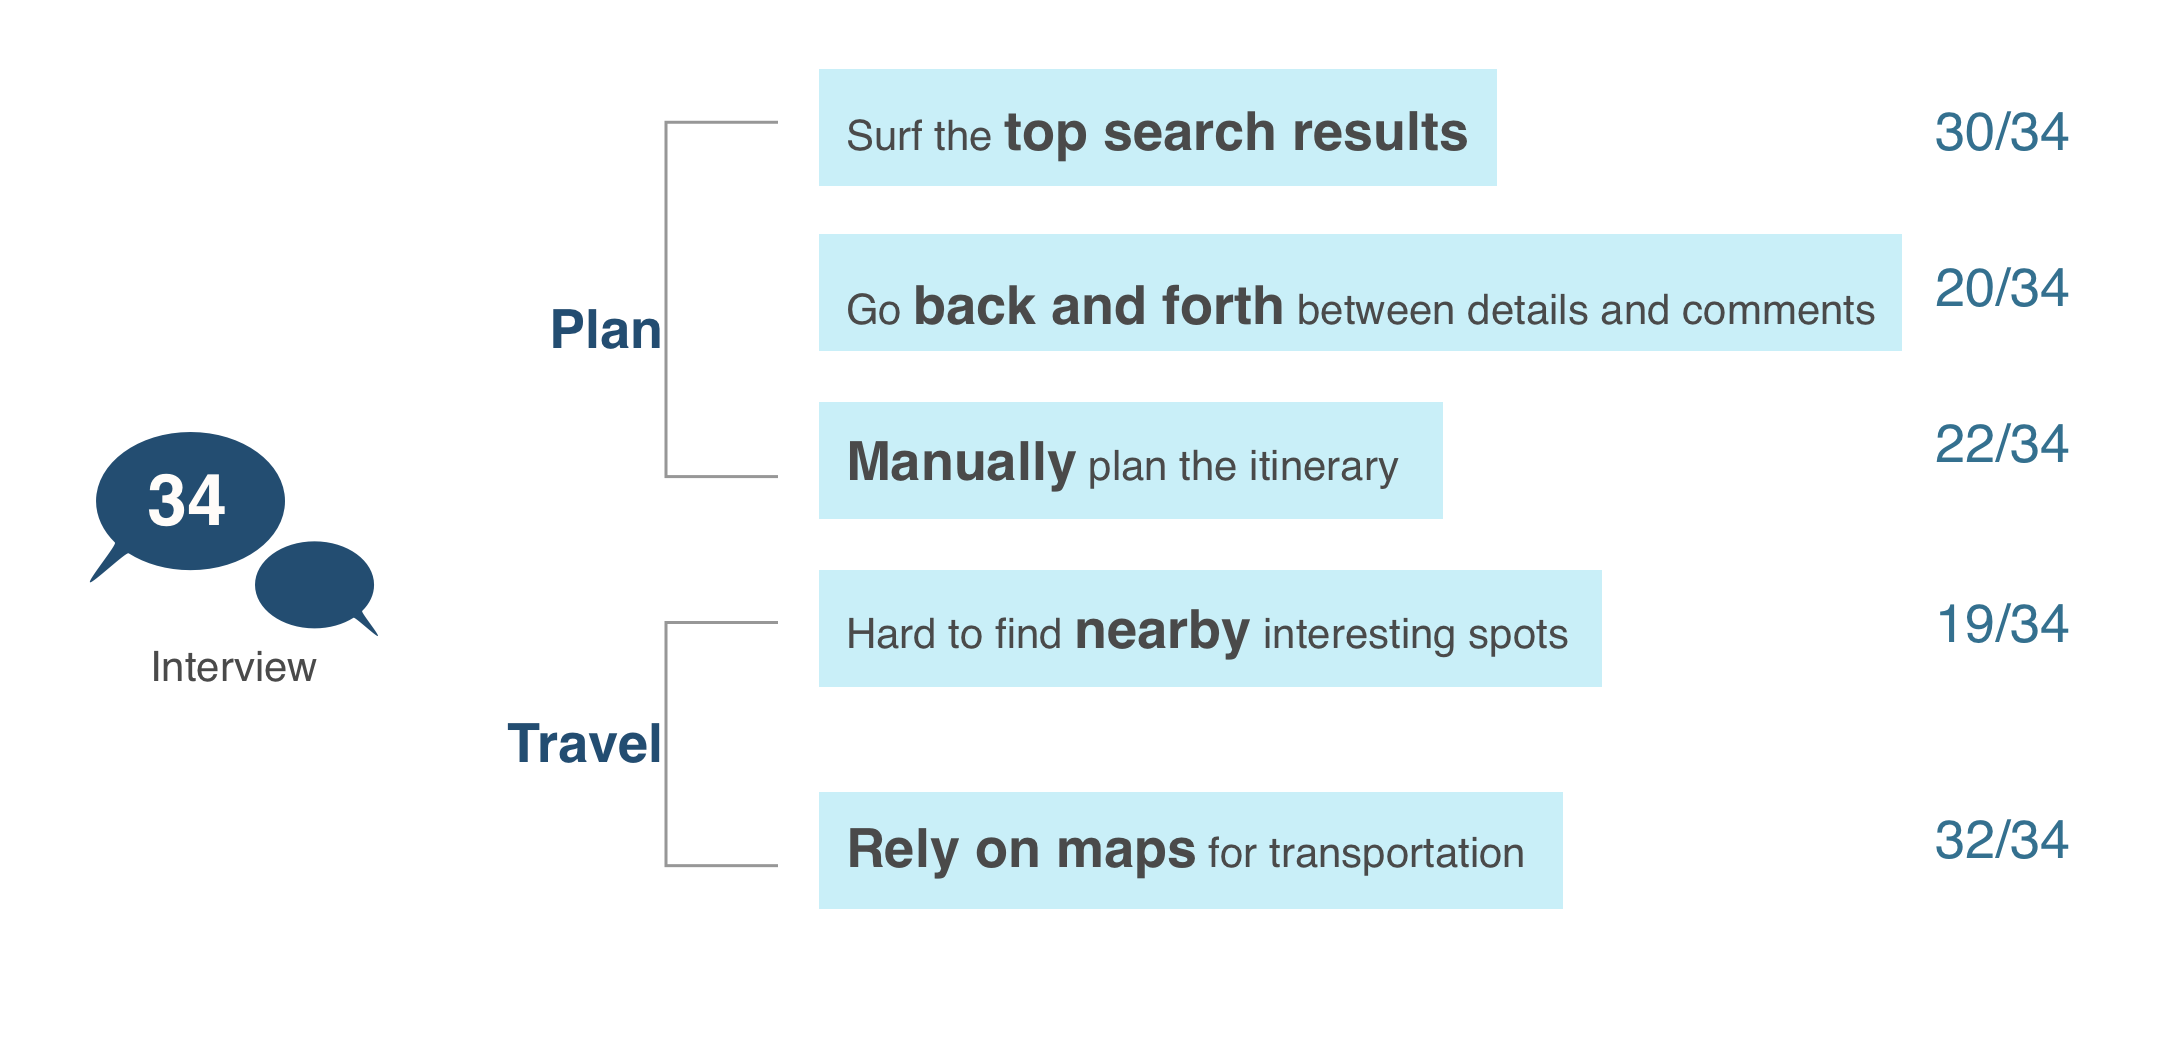 Surf the top search results
30/34
Go back and forth between details and comments
20/34
Plan
Manually plan the itinerary
22/34
34
Interview
Hard to find nearby interesting spots
19/34
Travel
Rely on maps for transportation
32/34